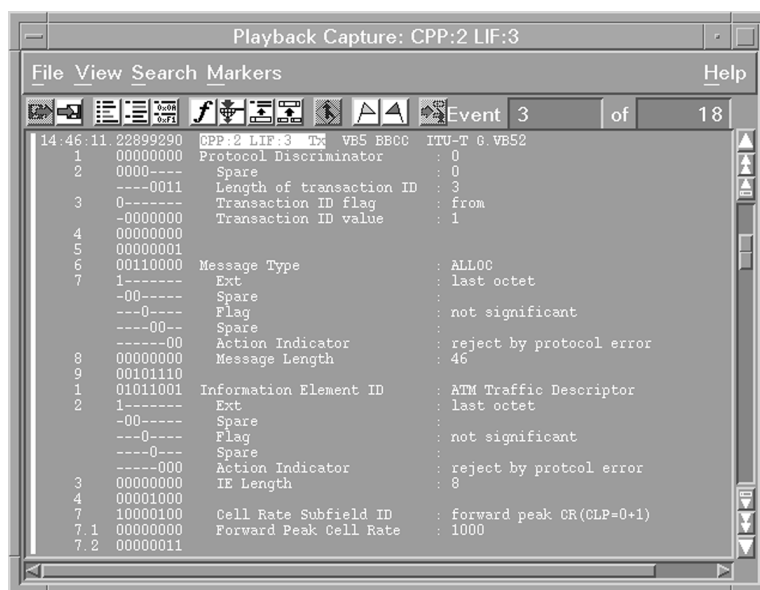 Playback Capture: CPP:2 LIF:3
File View Search Markers Help
0x0A
0xF1
f
Event 3 of 18
14:46:11.22899290 CPP:2 LIF:3 Tx VB5 BBCC ITU-T G.VB52
1 00000000 Protocol Discriminator : 0
2 0000---- Spare : 0
----0011 Length of transaction ID : 3
3 0------- Transaction ID flag : from
-0000000 Transaction ID value : 1
4 00000000
5 00000001
6 00110000 Message Type : ALLOC
7 1------- Ext : last octet
-00----- Spare :
---0---- Flag : not significant
----00-- Spare :
------00 Action Indicator : reject by protocol error
8 00000000 Message Length : 46
9 00101110
1 01011001 Information Element ID : ATM Traffic Descriptor
2 1------- Ext : last octet
-00----- Spare :
---0---- Flag : not significant
----0--- Spare :
-----000 Action Indicator : reject by protcol error
3 00000000 IE Length : 8
4 00001000
7 10000100 Cell Rate Subfield ID : forward peak CR(CLP=0+1)
7.1 00000000 Forward Peak Cell Rate : 1000
7.2 00000011